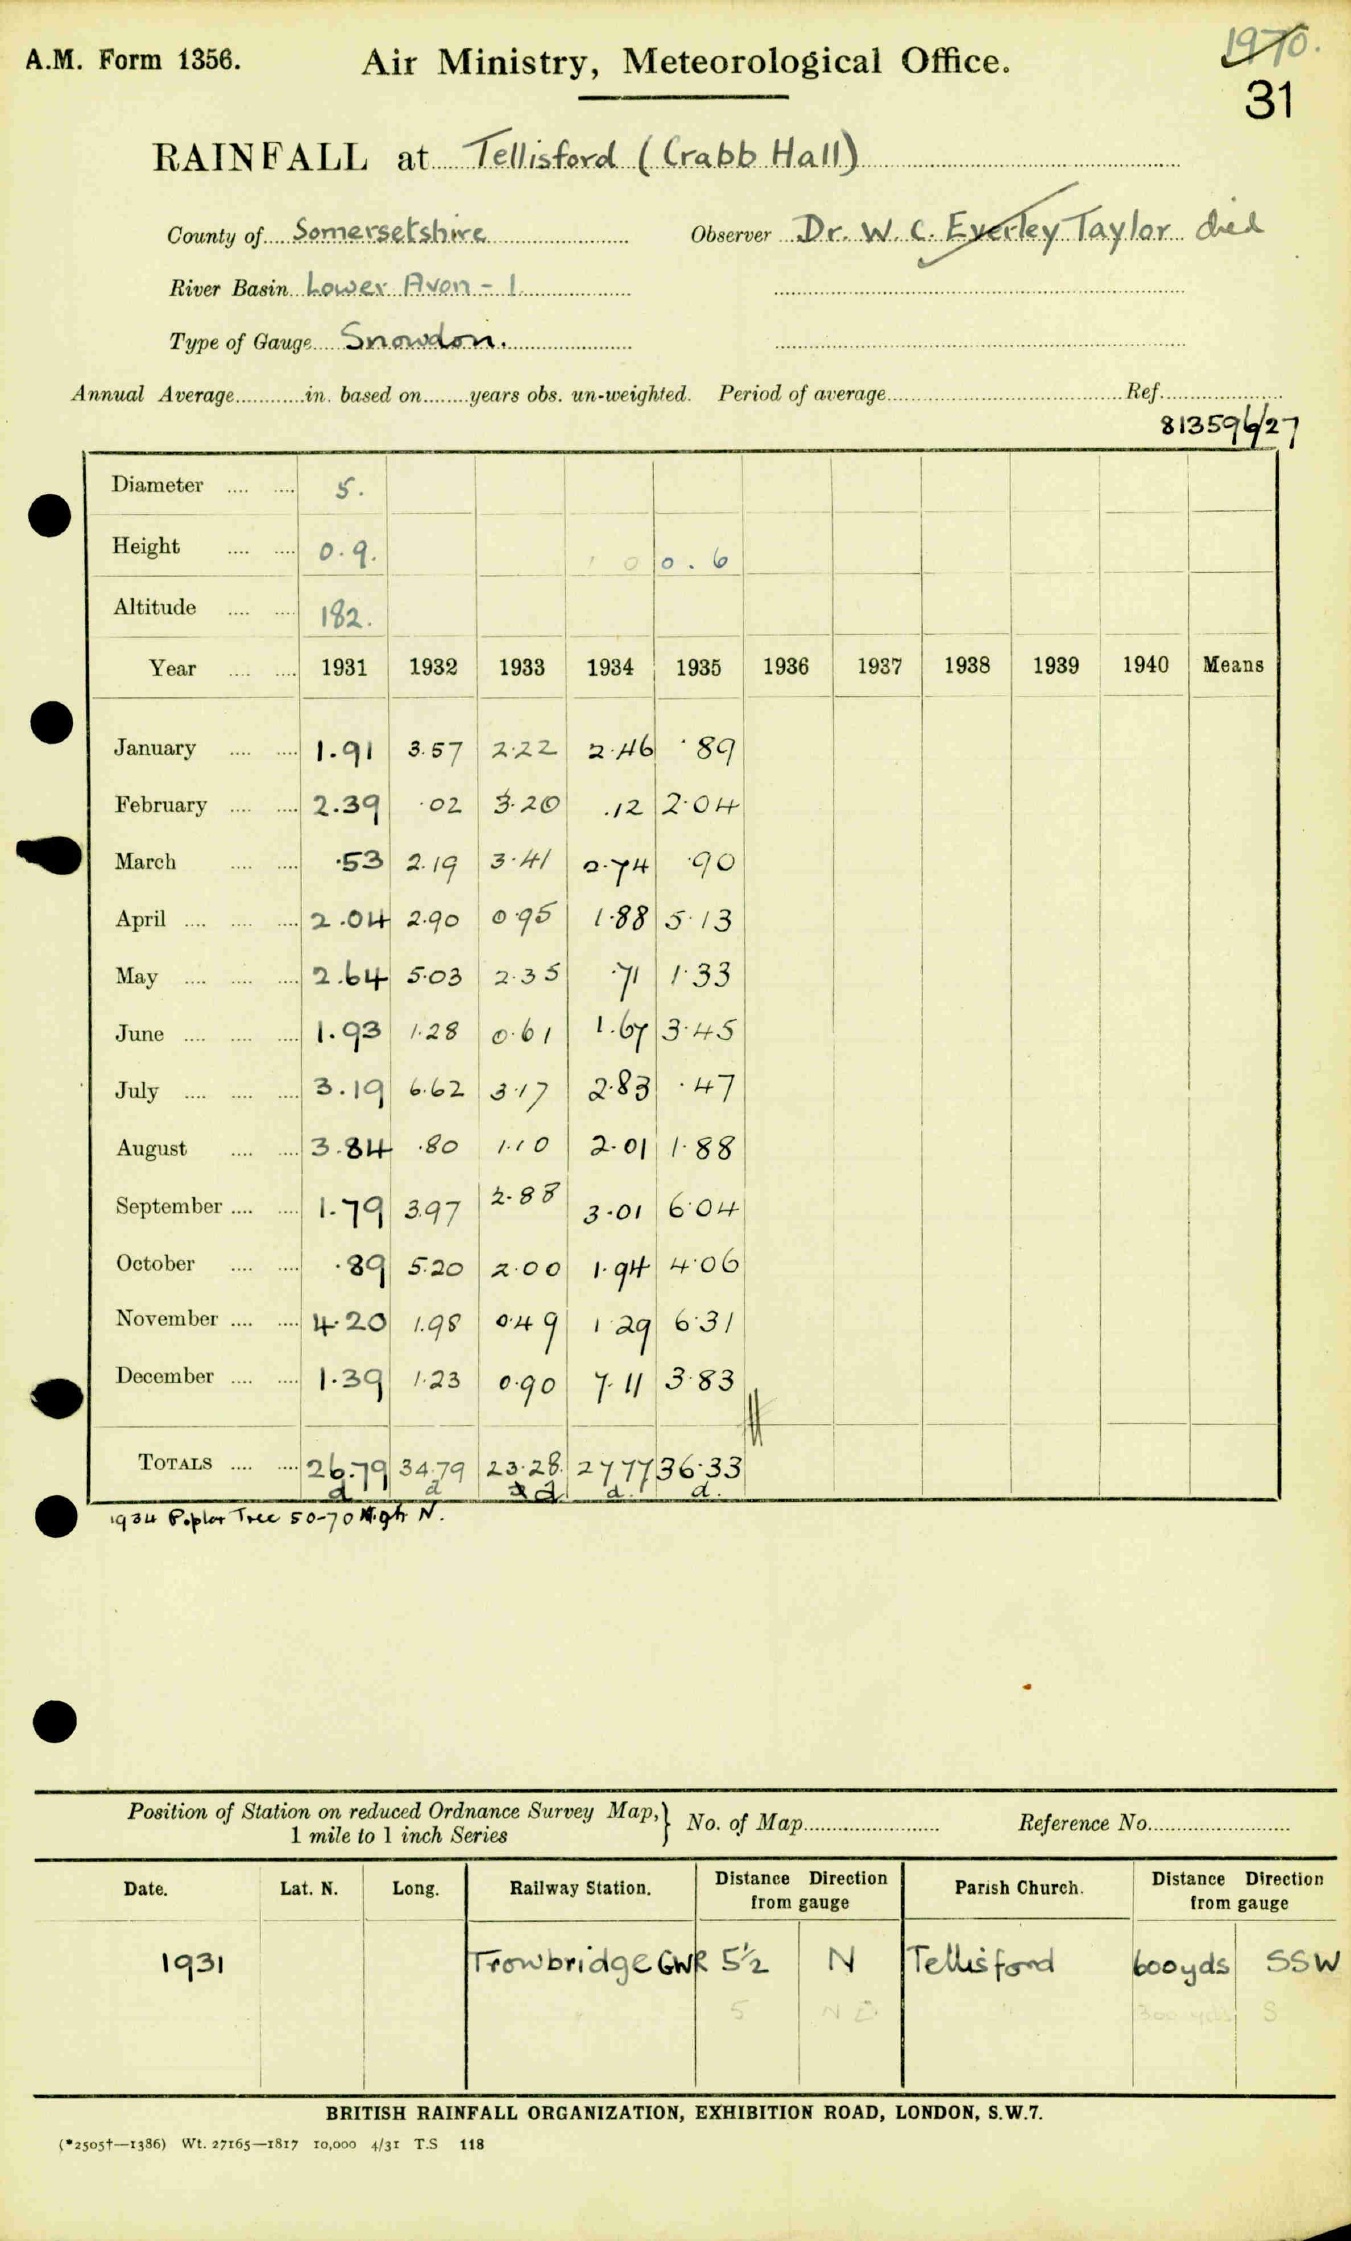 1970.
A.M. Form 1356. Air Ministry, Meteorological Office.
31
RAINFALL at Tellisford (Crabb Hall)
County of Somersetshire Observer Dr. W. C. Everley Taylor died
River Basin Lower Avon - 1
Type of Gauge Snowdon.
Annual Average............in. based on........years obs. un-weighted. Period of average........................................Ref.....................
813596/27
Diameter .... .... 5.
Height .... .... 0.9. 0.6
Altitude .... .... 182.
Year .... .... 1931 1932 1933 1934 1935 1936 1937 1938 1939 1940 Means
January .... .... 1.91 3.57 2.22 2.46 .89
February .... .... 2.39 .02 3.20 .12 2.04
March .... .... .53 2.19 3.41 2.74 .90
April .... .... .... 2.04 2.90 0.95 1.88 5.13
May .... .... .... 2.64 5.03 2.35 .71 1.33
June .... .... .... 1.93 1.28 0.61 1.67 3.45
July .... .... .... 3.19 6.62 3.17 2.83 .47
August .... .... 3.84 .80 1.10 2.01 1.88
September .... .... 1.79 3.97 2.88 3.01 6.04
October .... .... .89 5.20 2.00 1.94 4.06
November .... .... 4.20 1.98 0.49 1.29 6.31
December .... .... 1.39 1.23 0.90 7.11 3.83
TOTALS .... .... 26.79 34.79 23.28. 27.77 36.33
d d d d. d.
1934 Poplar Tree 50-70 High N.
Position of Station on reduced Ordnance Survey Map, } No. of Map........................ Reference No.........................
1 mile to 1 inch Series
Date. Lat. N. Long. Railway Station. Distance Direction from gauge Parish Church. Distance Direction from gauge
1931 Trowbridge GWR 5½ N Tellisford 600yds SSW
5 N E 300 yds S
BRITISH RAINFALL ORGANIZATION, EXHIBITION ROAD, LONDON, S.W.7.
(*2505†—1386) Wt. 27165—1817 10,000 4/31 T.S 118